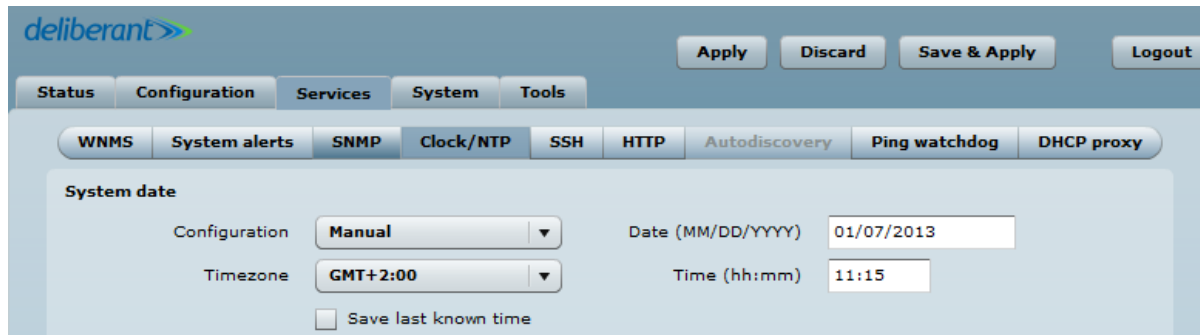 deliberant
Apply Discard Save & Apply Logout
Status Configuration Services System Tools
WNMS System alerts SNMP Clock/NTP SSH HTTP Autodiscovery Ping watchdog DHCP proxy
System date
Configuration Manual Date (MM/DD/YYYY) 01/07/2013
Timezone GMT+2:00 Time (hh:mm) 11:15
Save last known time